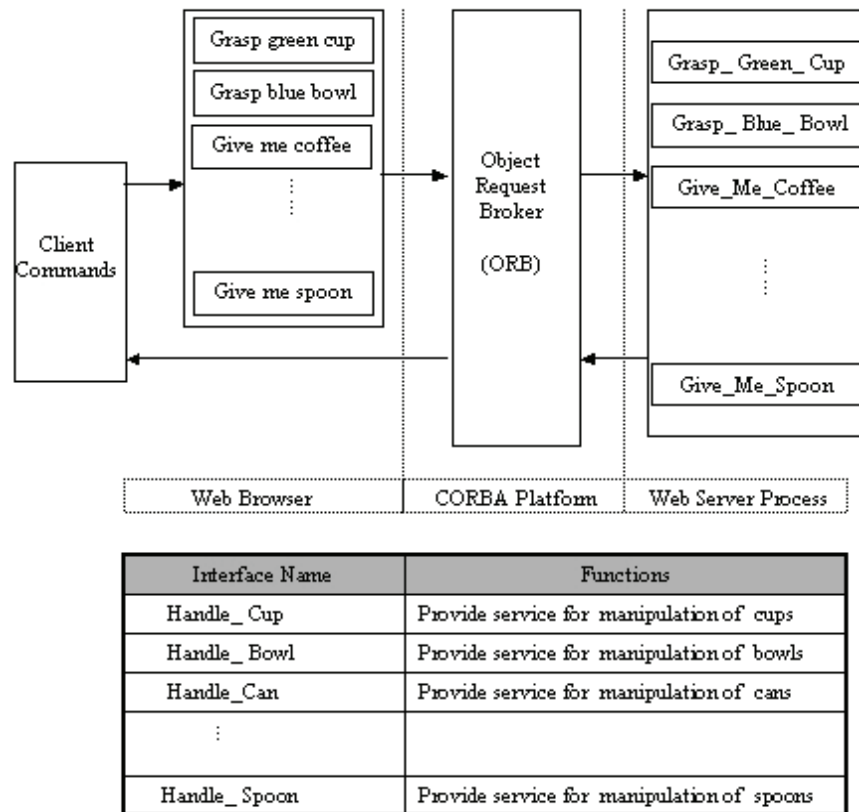 Grasp green cup
Grasp blue bowl
Give me coffee
Give me spoon
Client
Commands
Object
Request
Broker
(ORB)
Grasp_ Green_ Cup
Grasp_ Blue_ Bowl
Give_Me_Coffee
Give_Me_Spoon
Web Browser
CORBA Platform
Web Server Process
Interface Name Functions
Handle_ Cup Provide service for manipulation of cups
Handle_ Bowl Provide service for manipulation of bowls
Handle_Can Provide service for manipulation of cans
Handle_ Spoon Provide service for manipulation of spoons